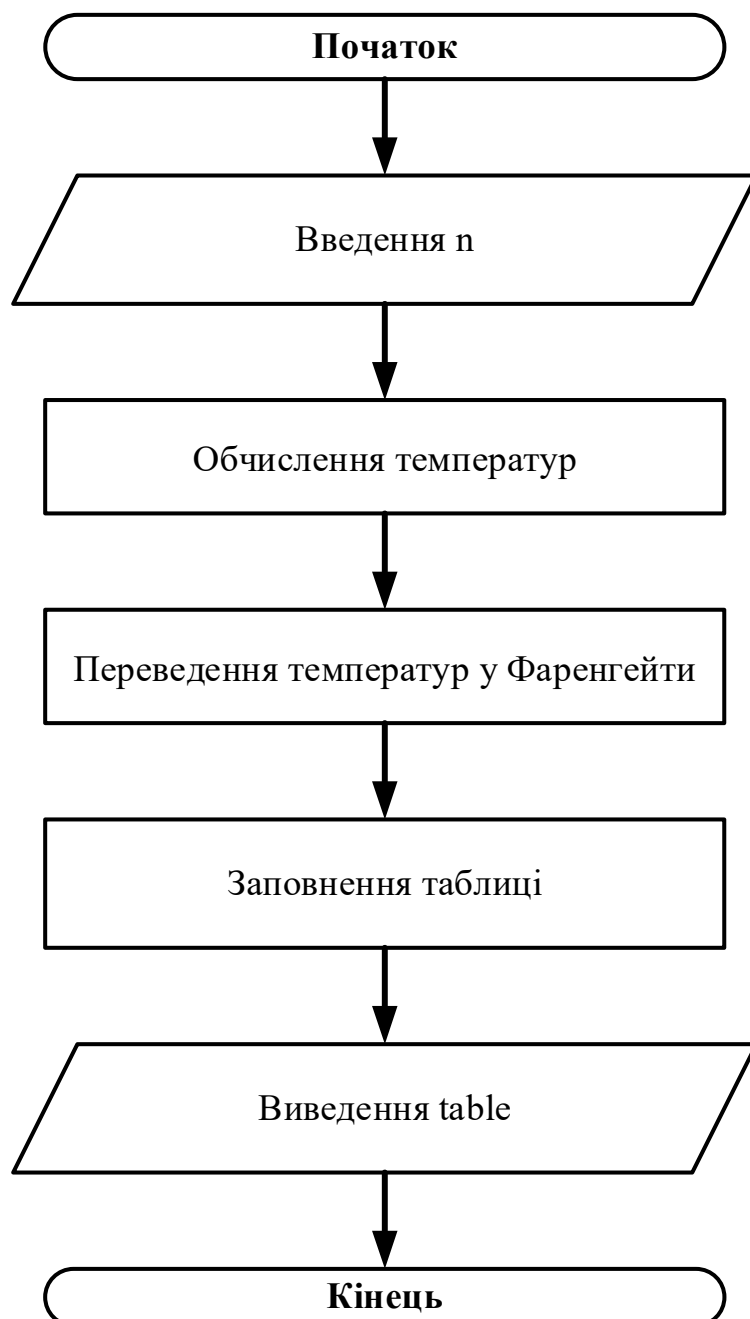 Початок
Введення n
Обчислення температур
Переведення температур у Фаренгейти
Заповнення таблиці
Виведення table
Кінець